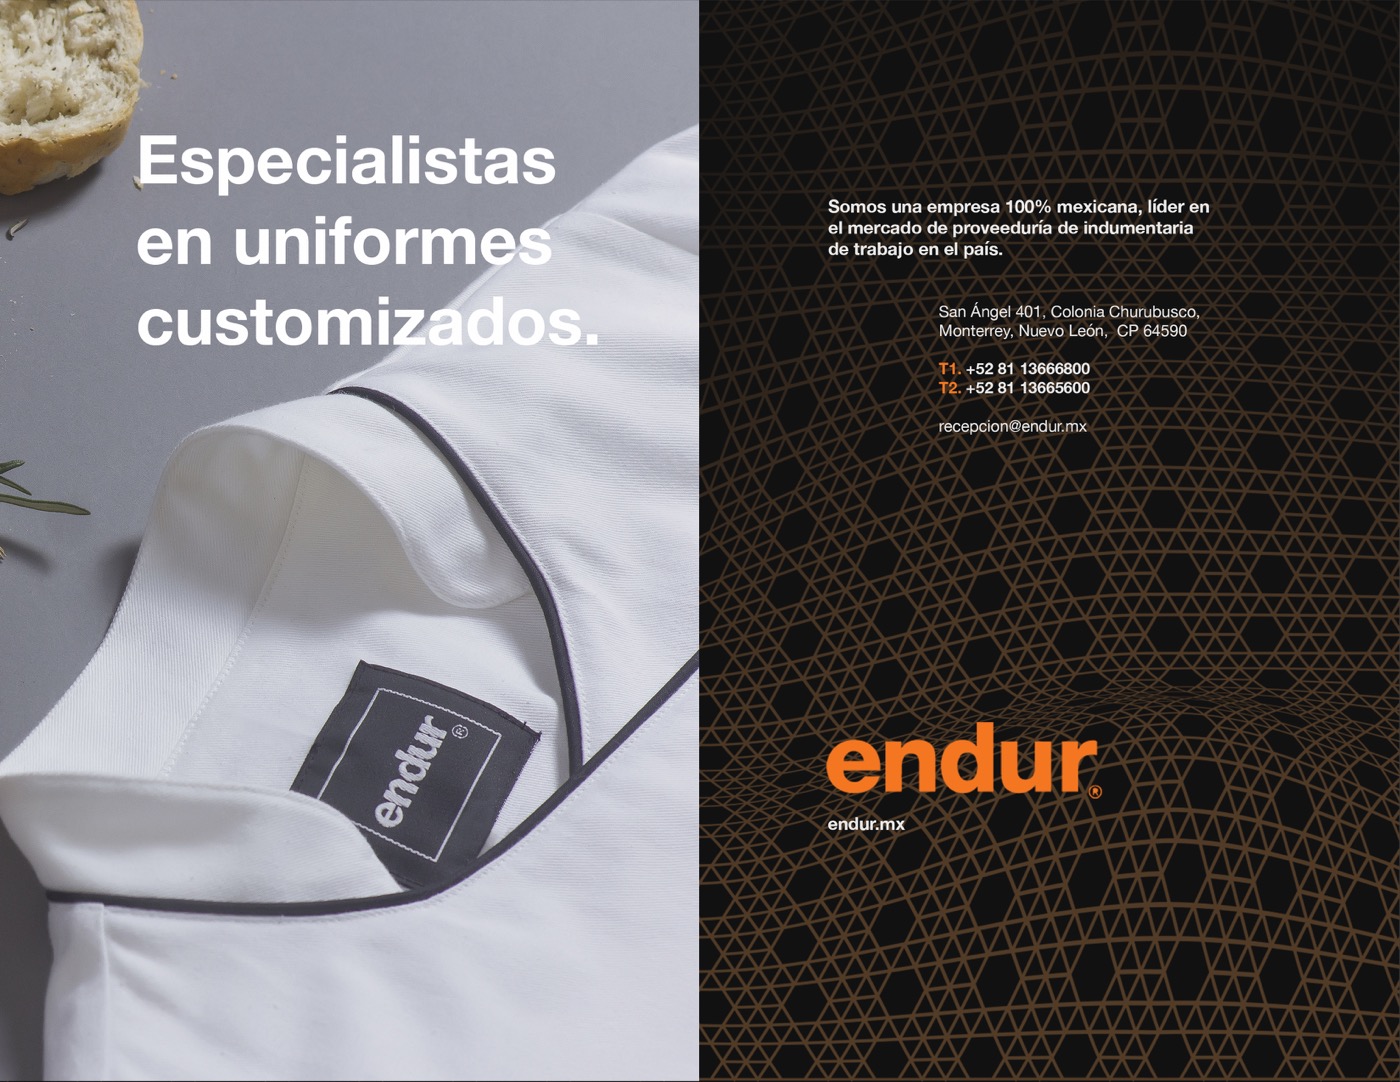 Especialistas
en uniformes
customizados.
endur®
Somos una empresa 100% mexicana, líder en
el mercado de proveeduría de indumentaria
de trabajo en el país.
San Ángel 401, Colonia Churubusco,
Monterrey, Nuevo León,  CP 64590
T1. +52 81 13666800
T2. +52 81 13665600
recepcion@endur.mx
endur®
endur.mx